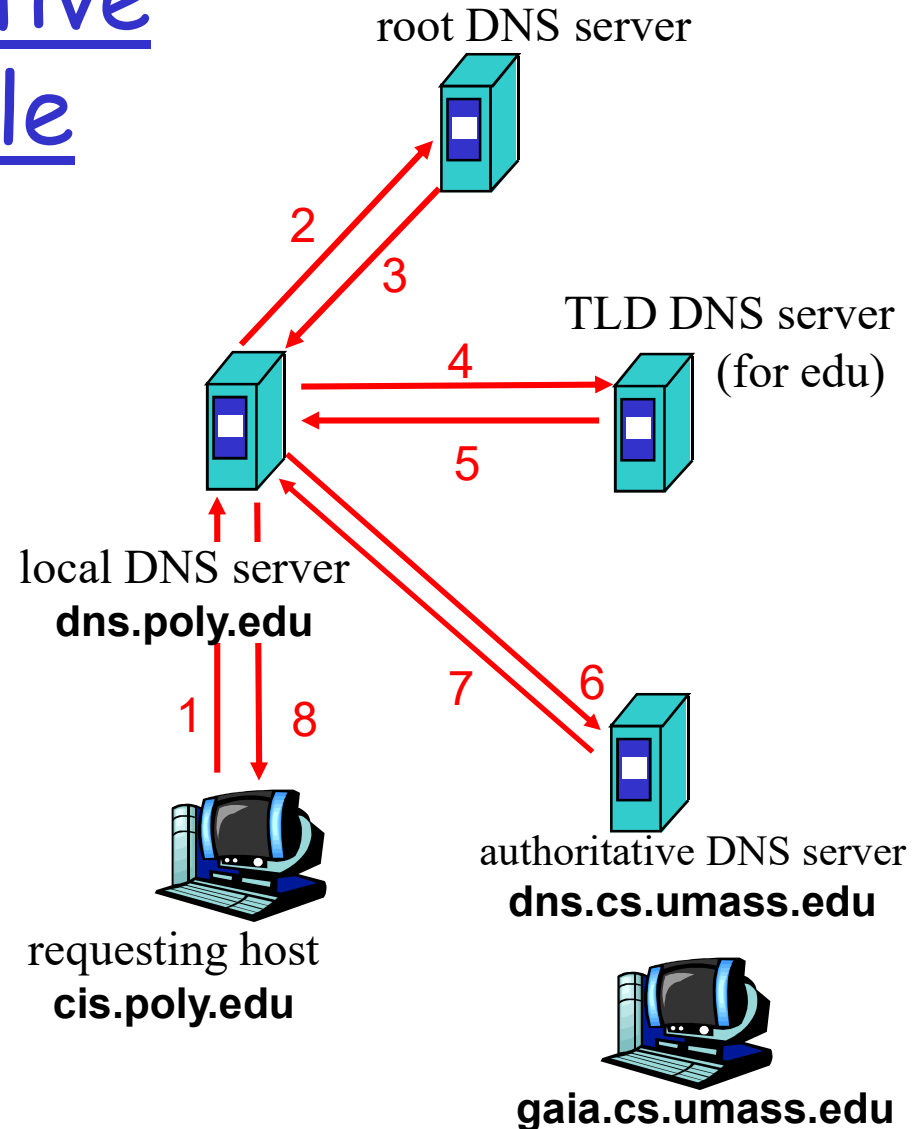 root DNS server
2
3
TLD DNS server
(for edu)
4
5
local DNS server
dns.poly.edu
7
6
1
8
authoritative DNS server
dns.cs.umass.edu
requesting host
cis.poly.edu
gaia.cs.umass.edu